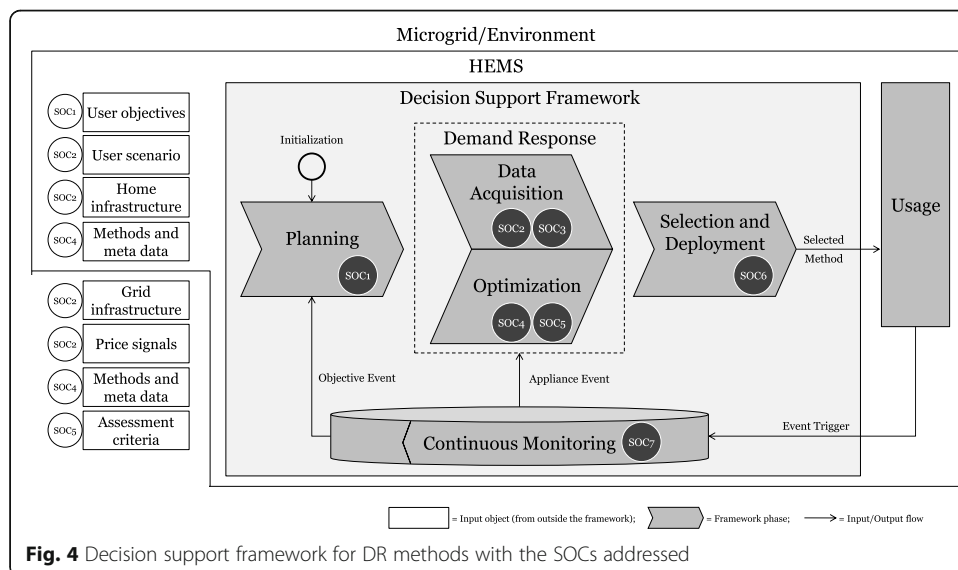 Microgrid/Environment
HEMS
SOC1 User objectives
SOC2 User scenario
SOC2 Home
infrastructure
SOC4 Methods and
meta data
SOC2 Grid
infrastructure
SOC2 Price signals
SOC4 Methods and
meta data
SOC5 Assessment
criteria
Decision Support Framework
Initialization
Planning
SOC1
Demand Response
Data
Acquisition
SOC2 SOC3
Optimization
SOC4 SOC5
Selection and
Deployment
SOC6
Selected
Method
Usage
Objective Event
Appliance Event
Event Trigger
Continuous Monitoring SOC7
= Input object (from outside the framework); = Framework phase; = Input/Output flow
Fig. 4 Decision support framework for DR methods with the SOCs addressed